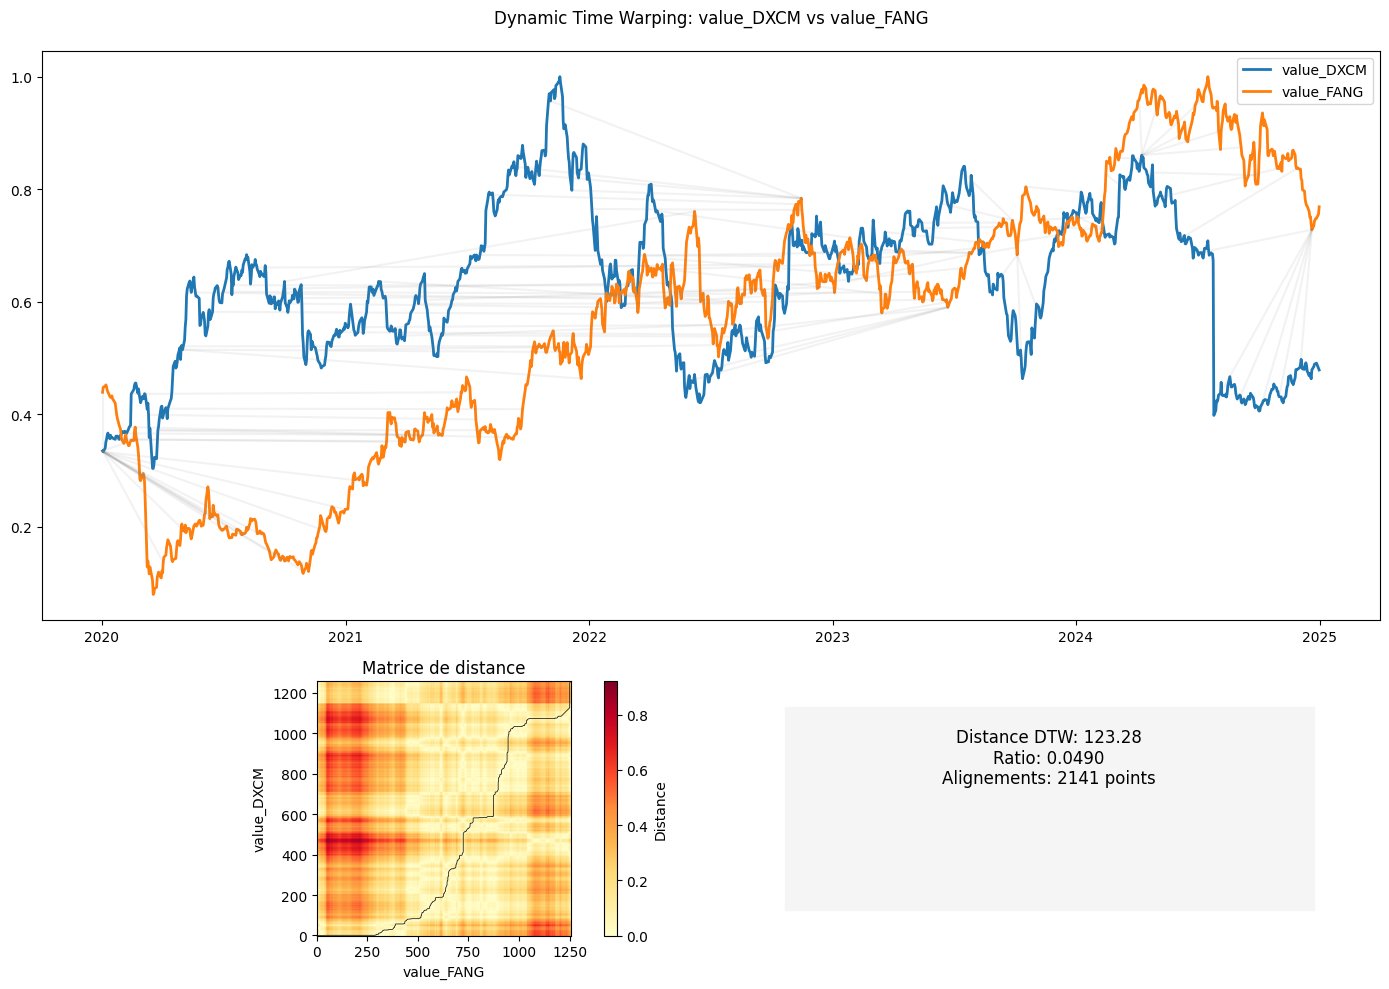 Dynamic Time Warping: value_DXCM vs value_FANG
value_DXCM
value_FANG
1.0
0.8
0.6
0.4
0.2
2020
2021
2022
2023
2024
2025
Matrice de distance
1200
1000
800
600
400
200
0
value_DXCM
0
250
500
750
1000
1250
value_FANG
0.8
0.6
0.4
0.2
0.0
Distance
Distance DTW: 123.28
Ratio: 0.0490
Alignements: 2141 points